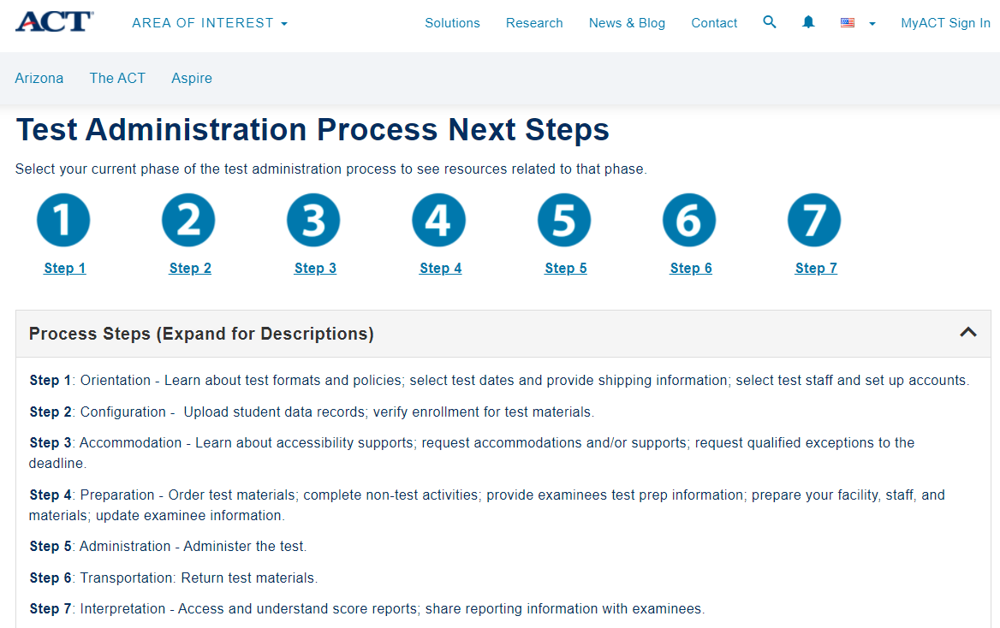 ACT
AREA OF INTEREST
Solutions
Research
News & Blog
Contact
MyACT Sign In
Arizona
The ACT
Aspire
Test Administration Process Next Steps
Select your current phase of the test administration process to see resources related to that phase.
1 2 3 4 5 6 7
Step 1 Step 2 Step 3 Step 4 Step 5 Step 6 Step 7
Process Steps (Expand for Descriptions)
Step 1: Orientation - Learn about test formats and policies; select test dates and provide shipping information; select test staff and set up accounts.
Step 2: Configuration -  Upload student data records; verify enrollment for test materials.
Step 3: Accommodation - Learn about accessibility supports; request accommodations and/or supports; request qualified exceptions to the
deadline.
Step 4: Preparation - Order test materials; complete non-test activities; provide examinees test prep information; prepare your facility, staff, and
materials; update examinee information.
Step 5: Administration - Administer the test.
Step 6: Transportation: Return test materials.
Step 7: Interpretation - Access and understand score reports; share reporting information with examinees.